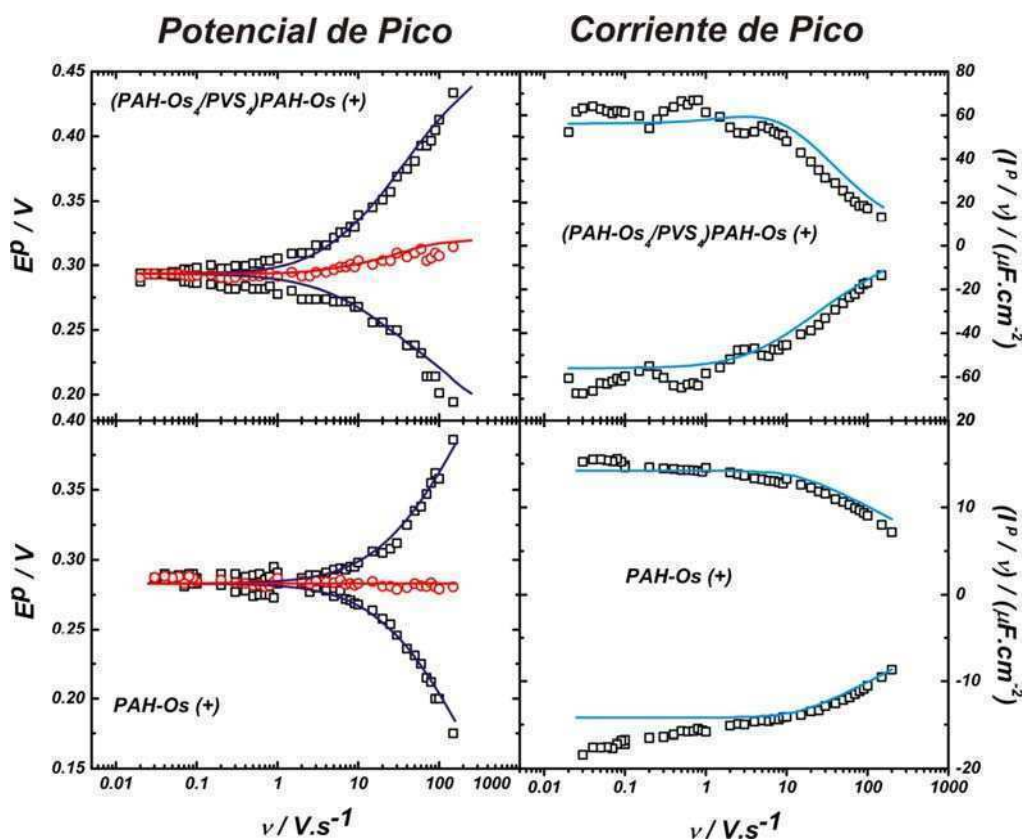 Potencial de Pico
Corriente de Pico
0.45
0.40
0.35
0.30
0.25
0.20
E^p / V
(PAH-Os₄/PVS₄)PAH-Os (+)
80
60
40
20
0
-20
-40
-60
(I^p / ν) / (μF.cm⁻²)
(PAH-Os₄/PVS₄)PAH-Os (+)
0.40
0.35
0.30
0.25
0.20
0.15
E^p / V
PAH-Os (+)
0.01 0.1 1 10 100 1000
ν / V.s⁻¹
20
10
0
-10
-20
(I^p / ν) / (μF.cm⁻²)
PAH-Os (+)
0.01 0.1 1 10 100 1000
ν / V.s⁻¹